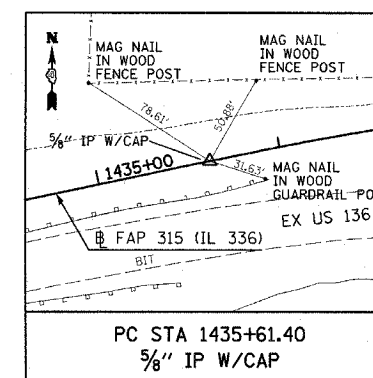 N
MAG NAIL
IN WOOD
FENCE POST
MAG NAIL
IN WOOD
FENCE POST
78.61'
50.88'
5/8" IP W/CAP
1435+00
31.63'
MAG NAIL
IN WOOD
GUARDRAIL PO
EX US 136
BL FAP 315 (IL 336)
BIT
PC STA 1435+61.40
5/8" IP W/CAP